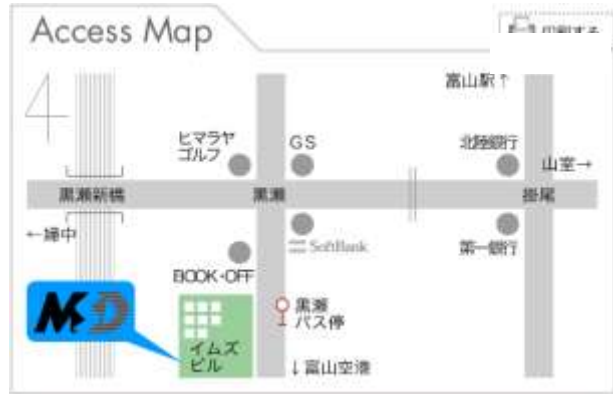 Access Map
印刷する
富山駅↑
ヒマラヤ
ゴルフ
GS
北陸銀行
山室→
黒瀬新橋
黒瀬
掛尾
←婦中
SoftBank
第一銀行
BOOK・OFF
MD
黒瀬
バス停
イムズ
ビル
↓富山空港